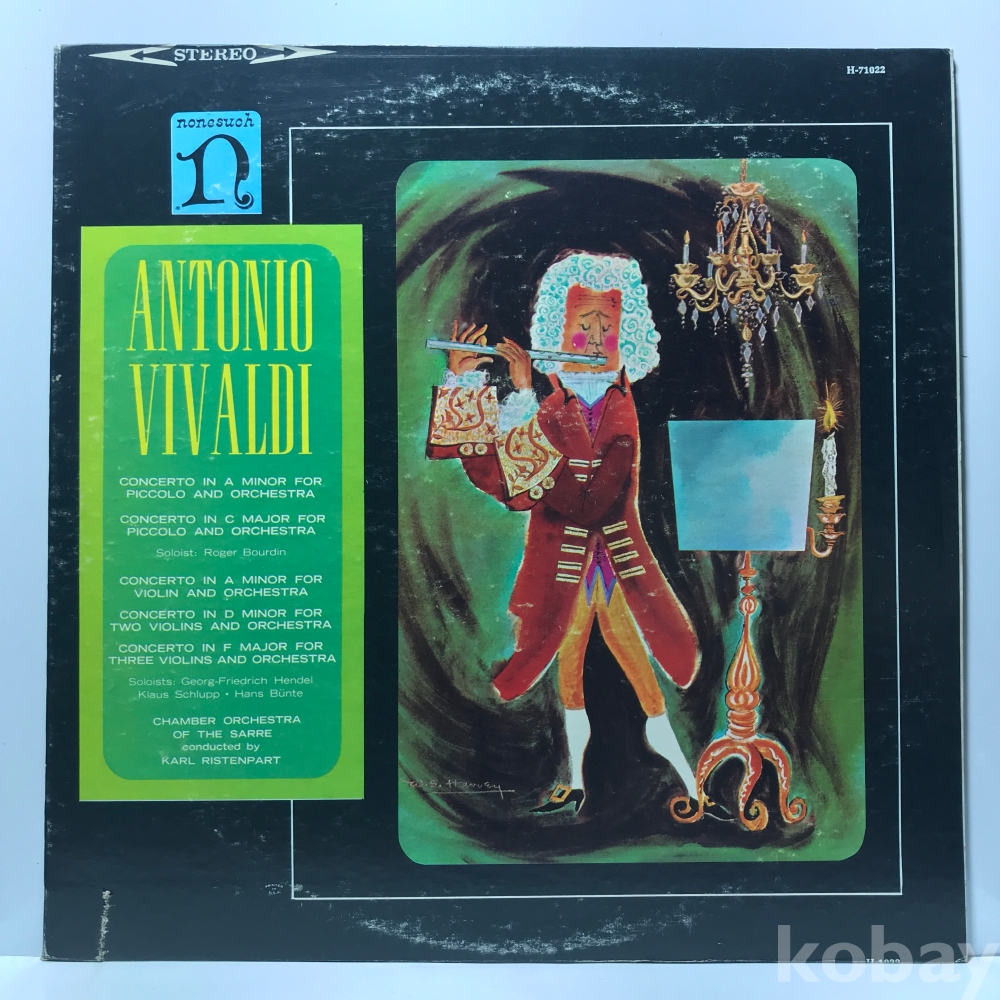 STEREO
H-71022
nonesuch
n
ANTONIO
VIVALDI
CONCERTO IN A MINOR FOR
PICCOLO AND ORCHESTRA
CONCERTO IN C MAJOR FOR
PICCOLO AND ORCHESTRA
Soloist: Roger Bourdin
CONCERTO IN A MINOR FOR
VIOLIN AND ORCHESTRA
CONCERTO IN D MINOR FOR
TWO VIOLINS AND ORCHESTRA
CONCERTO IN F MAJOR FOR
THREE VIOLINS AND ORCHESTRA
Soloists: Georg-Friedrich Hendel
Klaus Schlupp • Hans Bünte
CHAMBER ORCHESTRA
OF THE SARRE
conducted by
KARL RISTENPART
W.S. Harvey
kobay